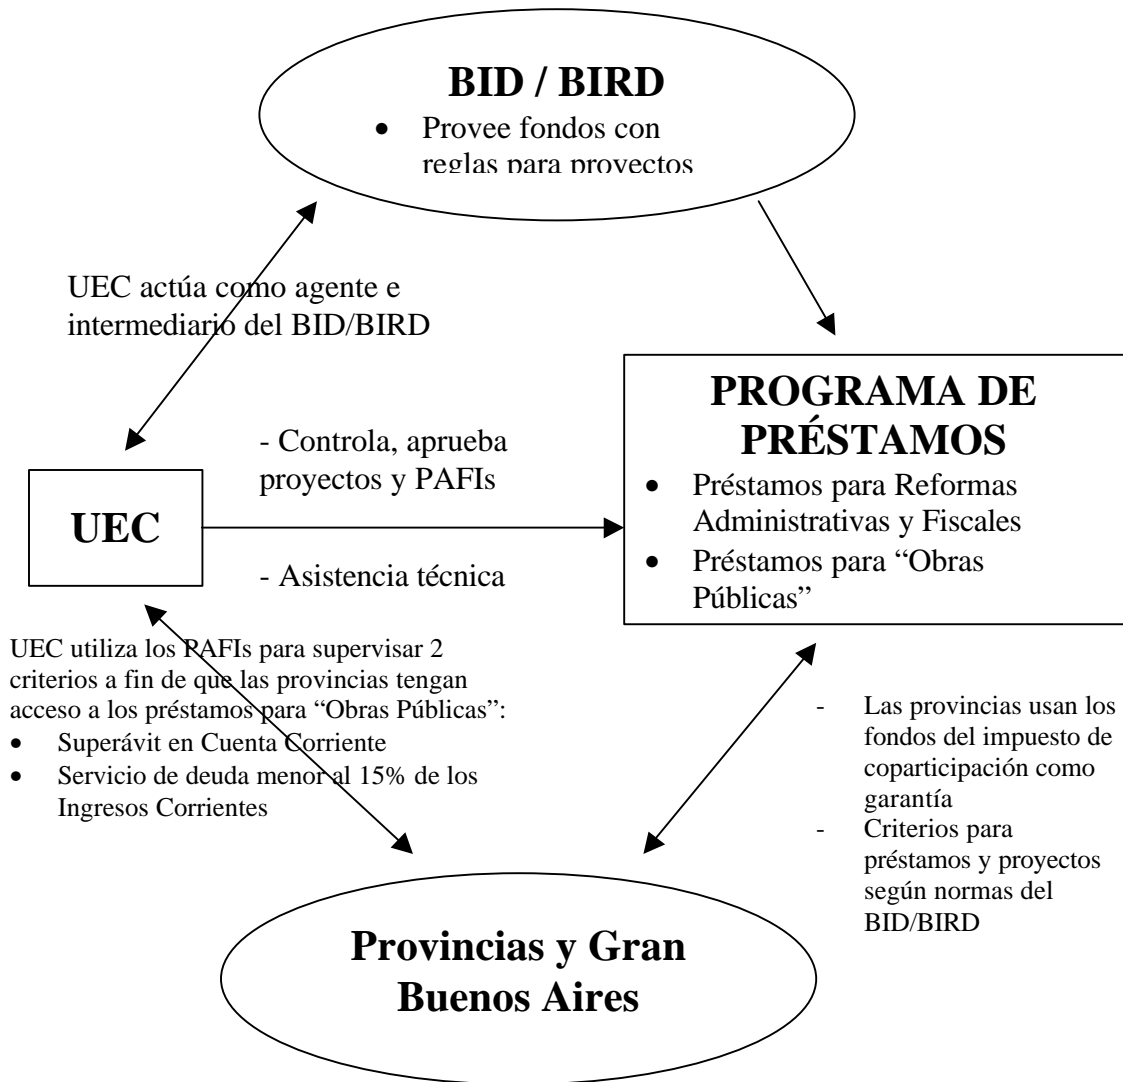 BID / BIRD
• Provee fondos con
reglas para proyectos
UEC actúa como agente e
intermediario del BID/BIRD
PROGRAMA DE
PRÉSTAMOS
• Préstamos para Reformas
Administrativas y Fiscales
• Préstamos para “Obras
Públicas”
- Controla, aprueba
proyectos y PAFIs
UEC
- Asistencia técnica
UEC utiliza los PAFIs para supervisar 2
criterios a fin de que las provincias tengan
acceso a los préstamos para “Obras Públicas”:
• Superávit en Cuenta Corriente
• Servicio de deuda menor al 15% de los
Ingresos Corrientes
- Las provincias usan los
fondos del impuesto de
coparticipación como
garantía
- Criterios para
préstamos y proyectos
según normas del
BID/BIRD
Provincias y Gran
Buenos Aires